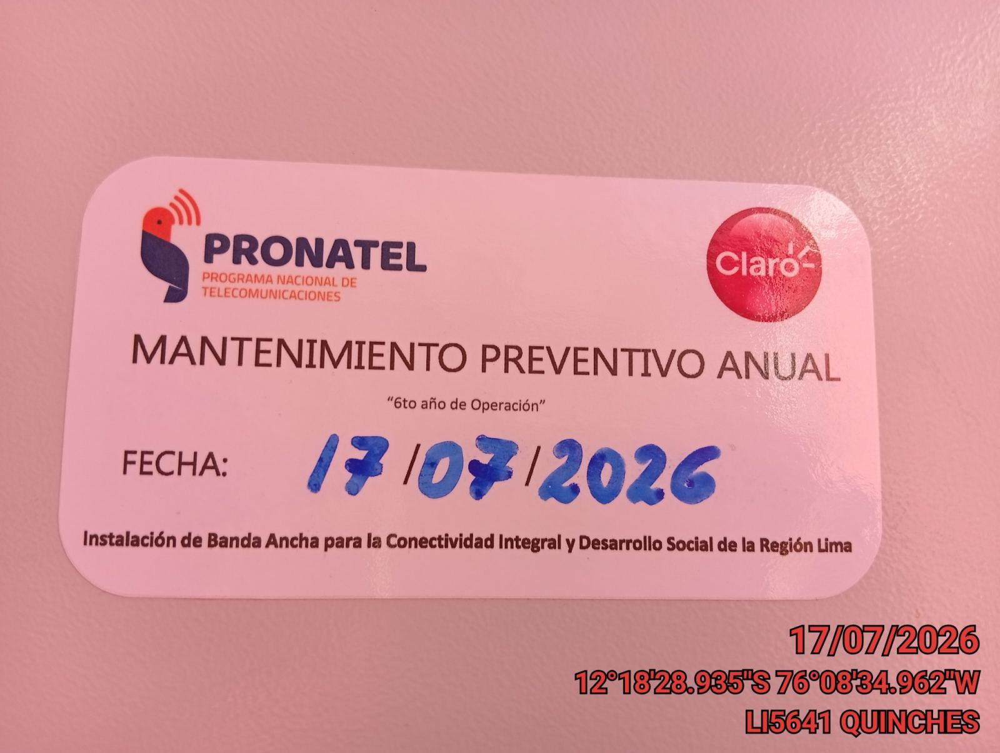 PRONATEL
PROGRAMA NACIONAL DE
TELECOMUNICACIONES
Claro
MANTENIMIENTO PREVENTIVO ANUAL
“6to año de Operación”
FECHA: 17/07/2026
Instalación de Banda Ancha para la Conectividad Integral y Desarrollo Social de la Región Lima
17/07/2026
12°18'28.935"S 76°08'34.962"W
LI5641 QUINCHES